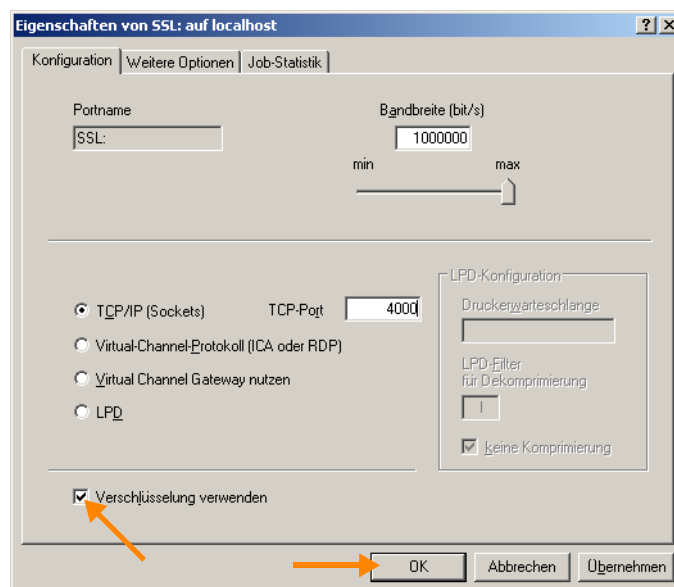 Eigenschaften von SSL: auf localhost
Konfiguration
Weitere Optionen
Job-Statistik
Portname
Bandbreite (bit/s)
SSL:
1000000
min
max
LPD-Konfiguration
TCP/IP (Sockets)
TCP-Port
4000
Druckerwarteschlange
Virtual-Channel-Protokoll (ICA oder RDP)
Virtual Channel Gateway nutzen
LPD-Filter
für Dekomprimierung
LPD
l
keine Komprimierung
Verschlüsselung verwenden
OK
Abbrechen
Übernehmen